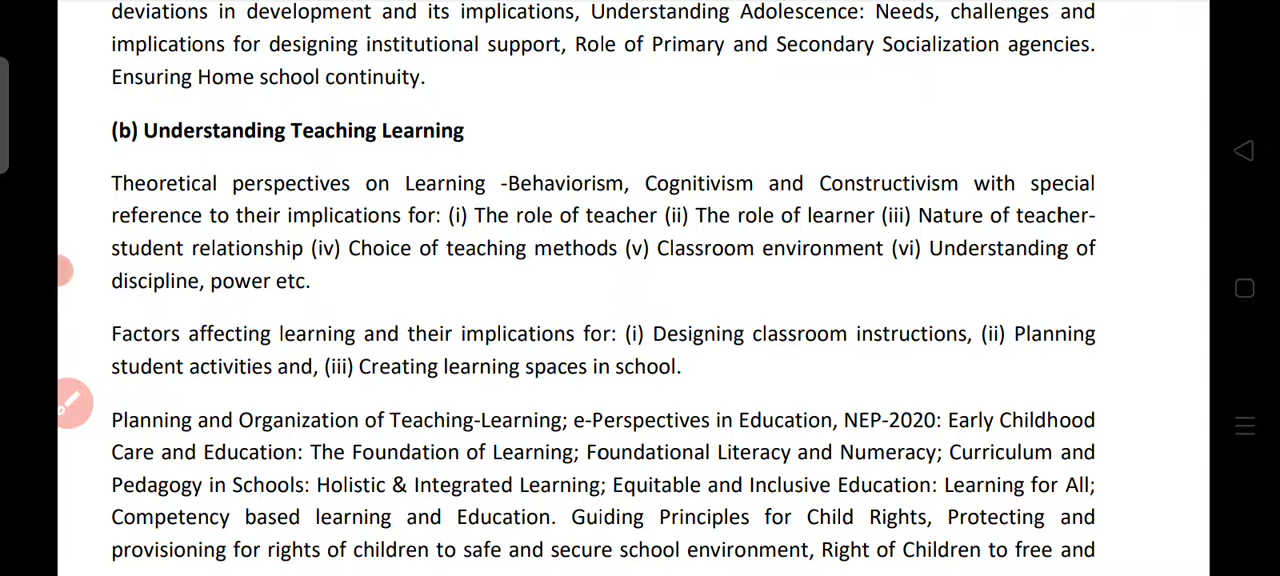 deviations in development and its implications, Understanding Adolescence: Needs, challenges and
implications for designing institutional support, Role of Primary and Secondary Socialization agencies.
Ensuring Home school continuity.
(b) Understanding Teaching Learning
Theoretical perspectives on Learning -Behaviorism, Cognitivism and Constructivism with special
reference to their implications for: (i) The role of teacher (ii) The role of learner (iii) Nature of teacher-
student relationship (iv) Choice of teaching methods (v) Classroom environment (vi) Understanding of
discipline, power etc.
Factors affecting learning and their implications for: (i) Designing classroom instructions, (ii) Planning
student activities and, (iii) Creating learning spaces in school.
Planning and Organization of Teaching-Learning; e-Perspectives in Education, NEP-2020: Early Childhood
Care and Education: The Foundation of Learning; Foundational Literacy and Numeracy; Curriculum and
Pedagogy in Schools: Holistic & Integrated Learning; Equitable and Inclusive Education: Learning for All;
Competency based learning and Education. Guiding Principles for Child Rights, Protecting and
provisioning for rights of children to safe and secure school environment, Right of Children to free and